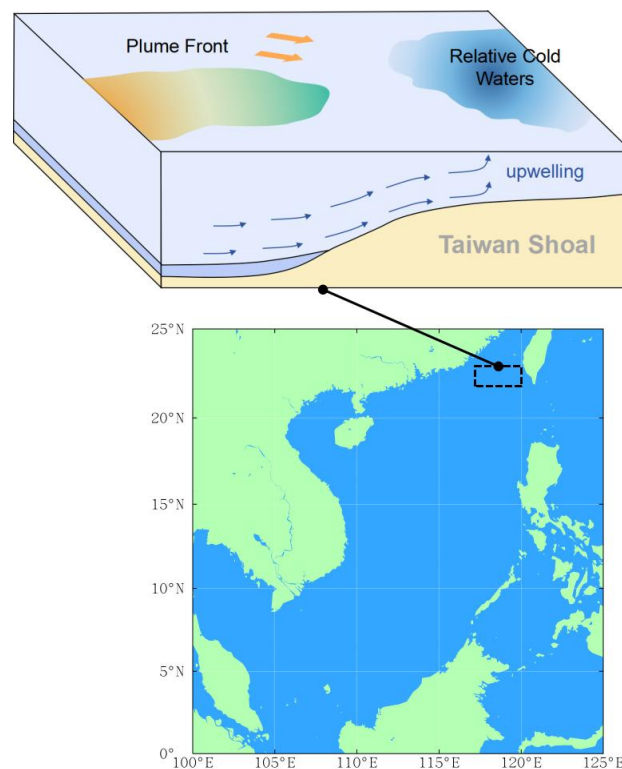 Plume Front
Relative Cold
Waters
upwelling
Taiwan Shoal
25°N
20°N
15°N
10°N
5°N
0°
100°E
105°E
110°E
115°E
120°E
125°E